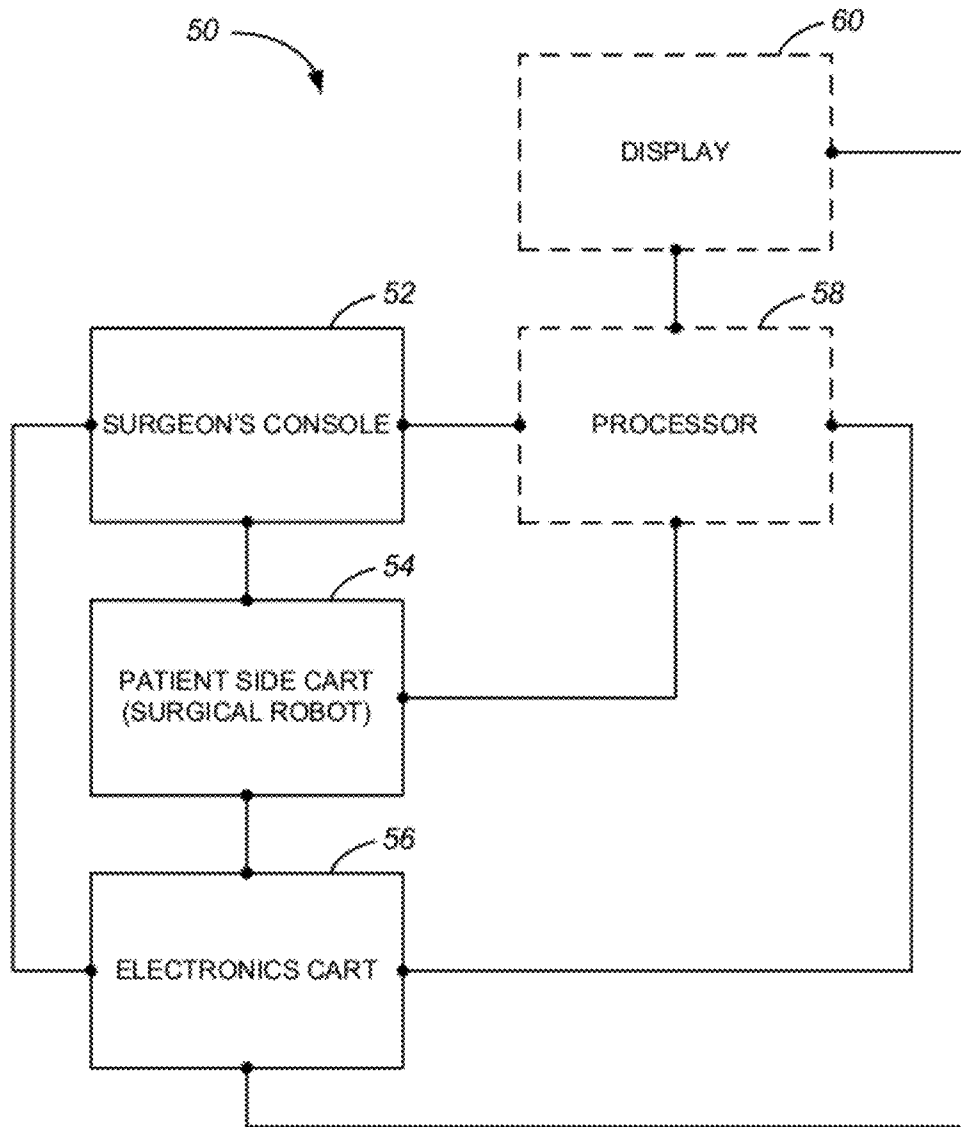 50
60
DISPLAY
52
58
SURGEON'S CONSOLE
PROCESSOR
54
PATIENT SIDE CART
(SURGICAL ROBOT)
56
ELECTRONICS CART